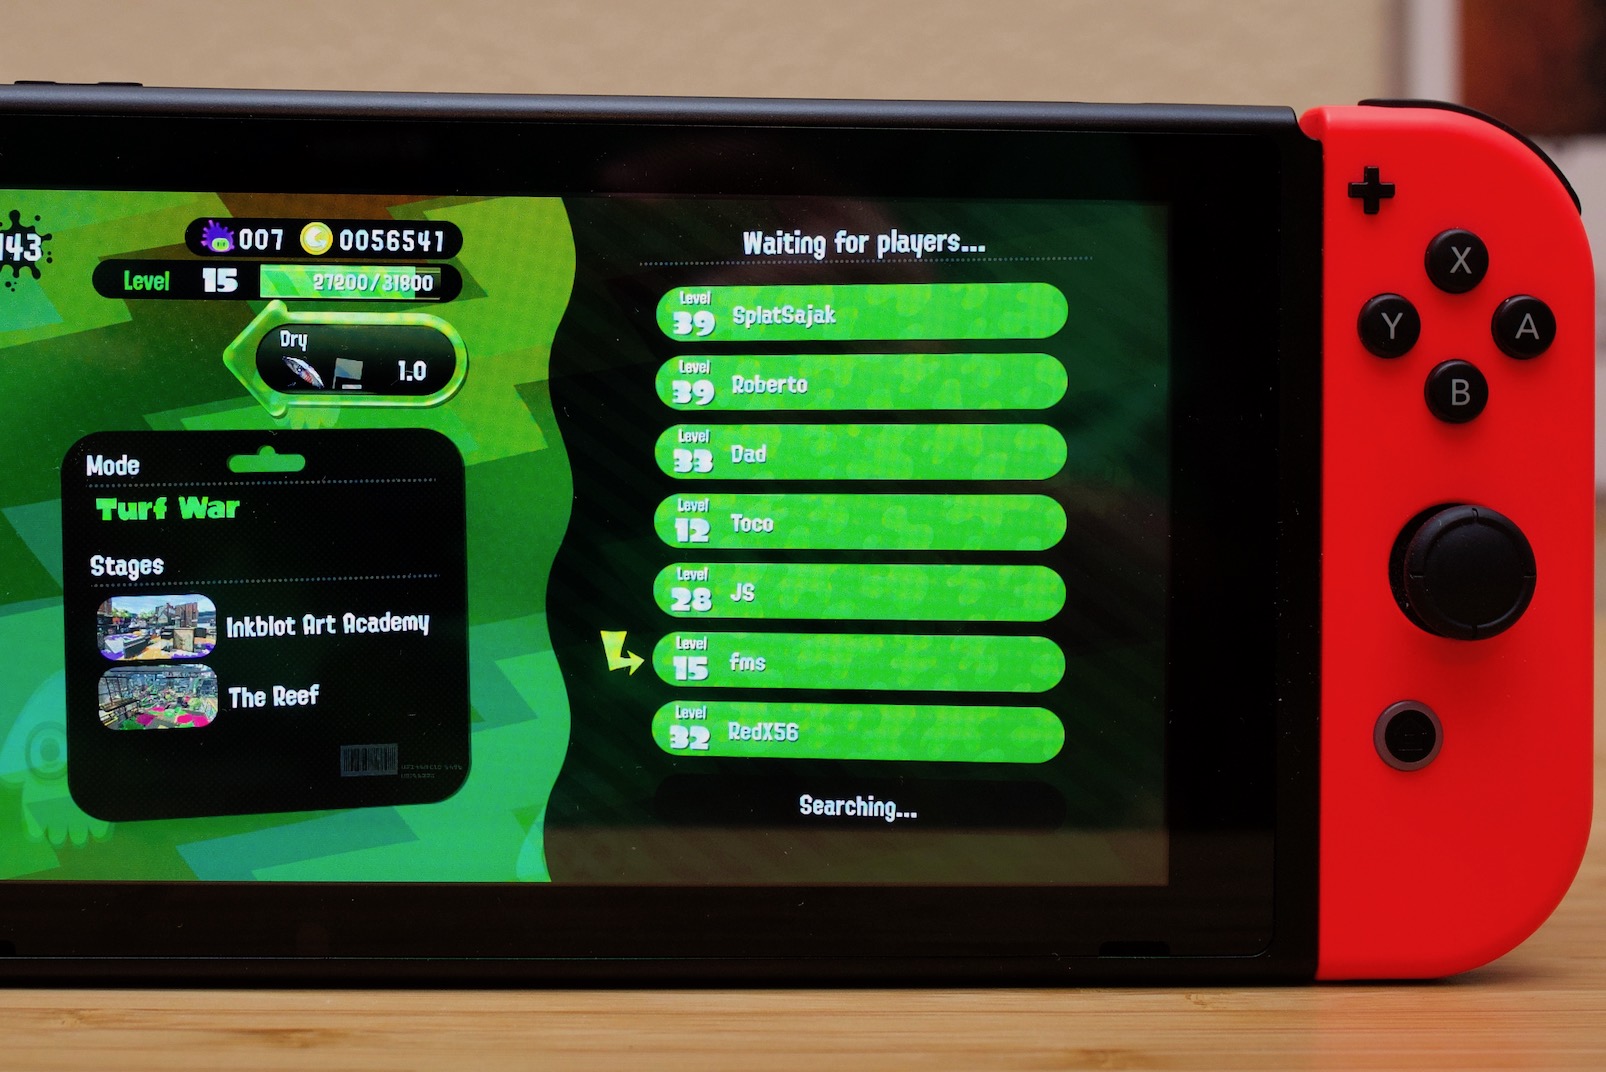 143
007 0056541
Level 15 27200/31800
Dry
1.0
Mode
Turf War
Stages
Inkblot Art Academy
The Reef
Waiting for players...
Level
39 SplatSajak
Level
39 Roberto
Level
33 Dad
Level
12 Toco
Level
28 JS
Level
15 fms
Level
32 RedX56
Searching...
X
Y
A
B